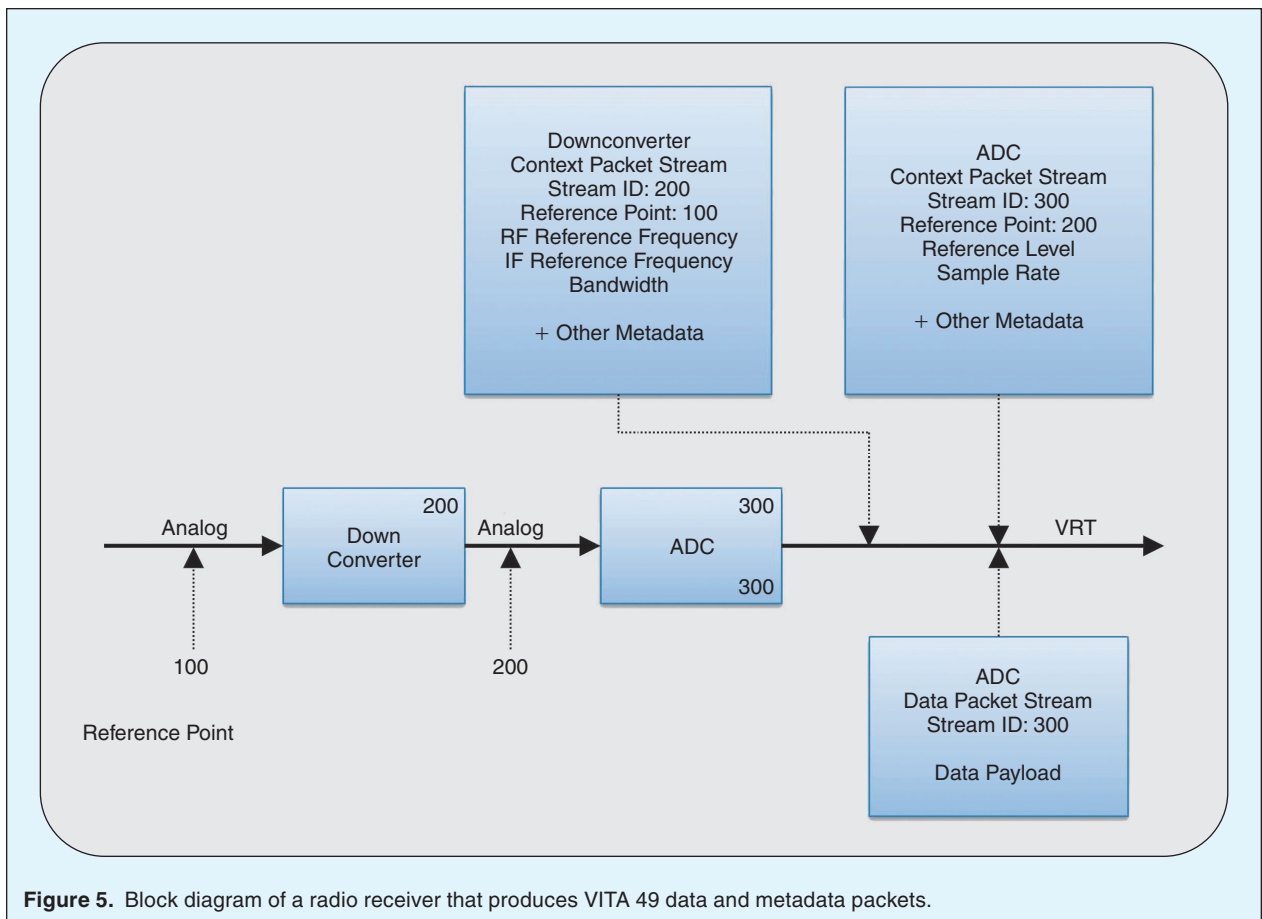 Downconverter
Context Packet Stream
Stream ID: 200
Reference Point: 100
RF Reference Frequency
IF Reference Frequency
Bandwidth
+ Other Metadata
ADC
Context Packet Stream
Stream ID: 300
Reference Point: 200
Reference Level
Sample Rate
+ Other Metadata
Analog
200
Down
Converter
Analog
300
ADC
300
VRT
100
200
Reference Point
ADC
Data Packet Stream
Stream ID: 300
Data Payload
Figure 5. Block diagram of a radio receiver that produces VITA 49 data and metadata packets.